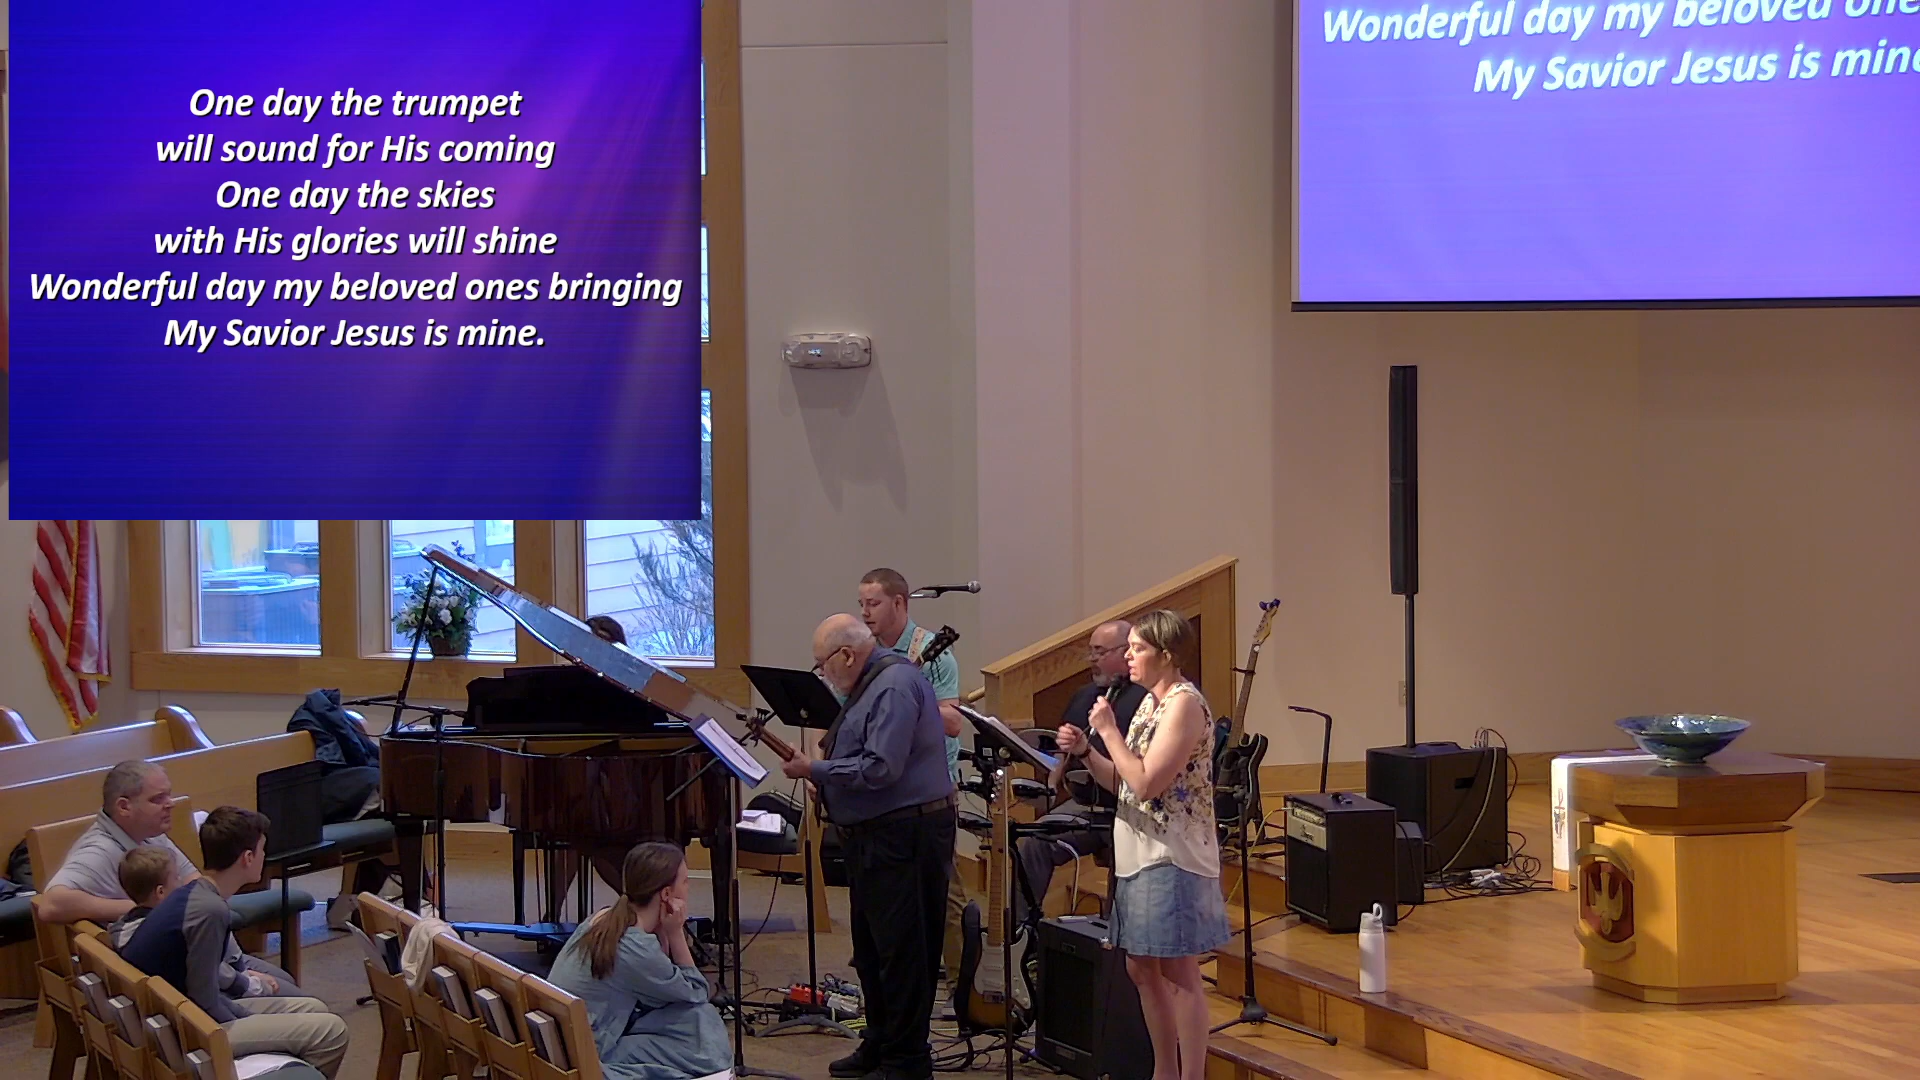 One day the trumpet
will sound for His coming
One day the skies
with His glories will shine
Wonderful day my beloved ones bringing
My Savior Jesus is mine.
Wonderful day my beloved one
My Savior Jesus is mine